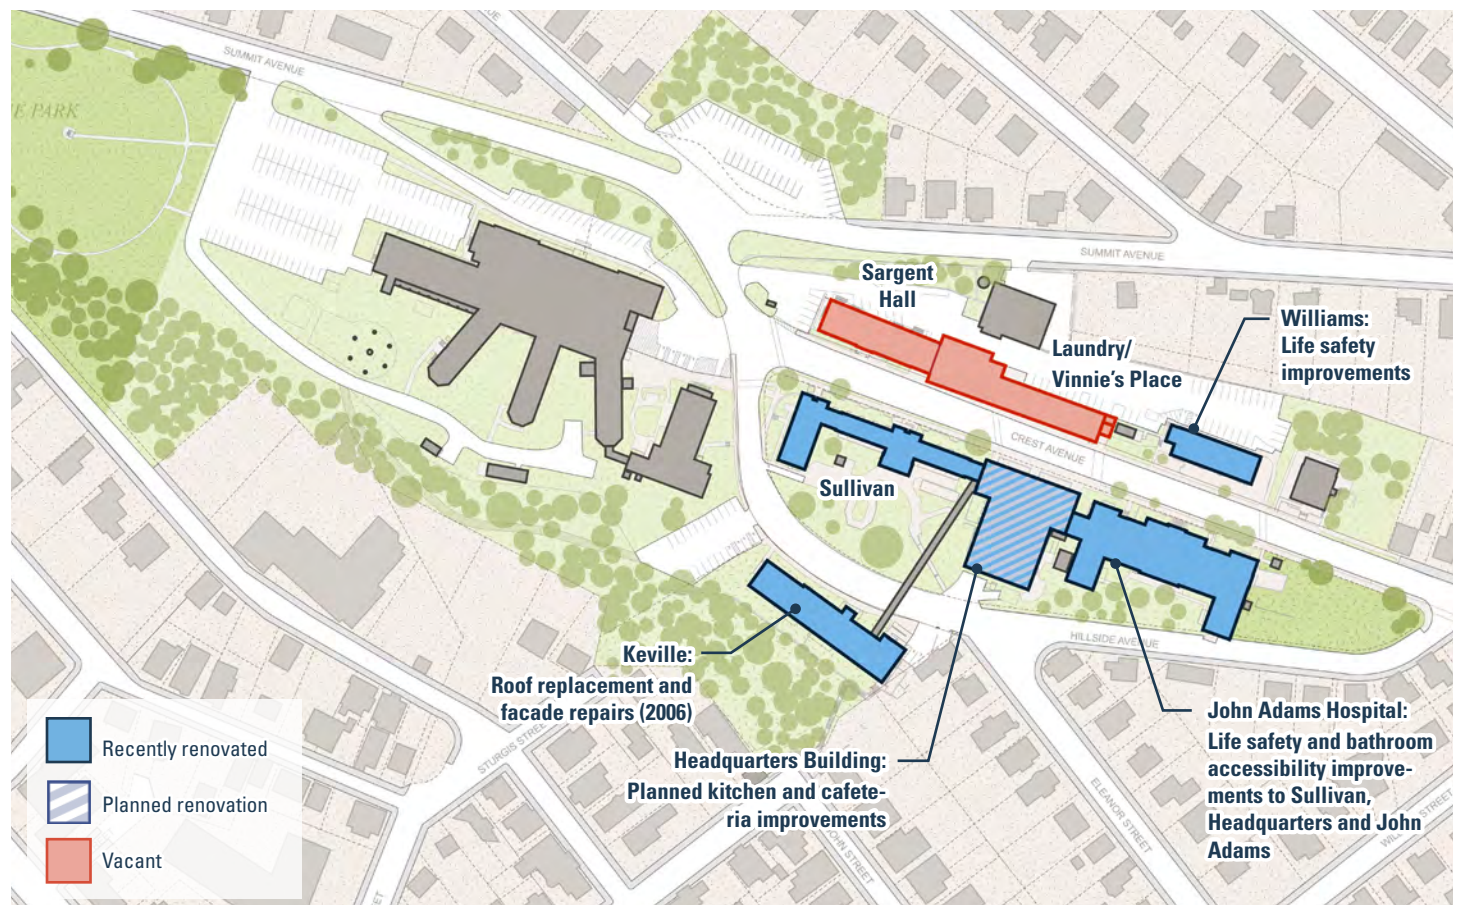 SUMMIT AVENUE
E PARK
SUMMIT AVENUE
Sargent
Hall
Laundry/
Vinnie's Place
Williams:
Life safety
improvements
CREST AVENUE
Sullivan
HILLSIDE AVENUE
Keville:
Roof replacement and
facade repairs (2006)
Headquarters Building:
Planned kitchen and cafete-
ria improvements
John Adams Hospital:
Life safety and bathroom
accessibility improve-
ments to Sullivan,
Headquarters and John
Adams
STURGIS STREET
ELEANOR STREET
JOHN STREET
Recently renovated
Planned renovation
Vacant